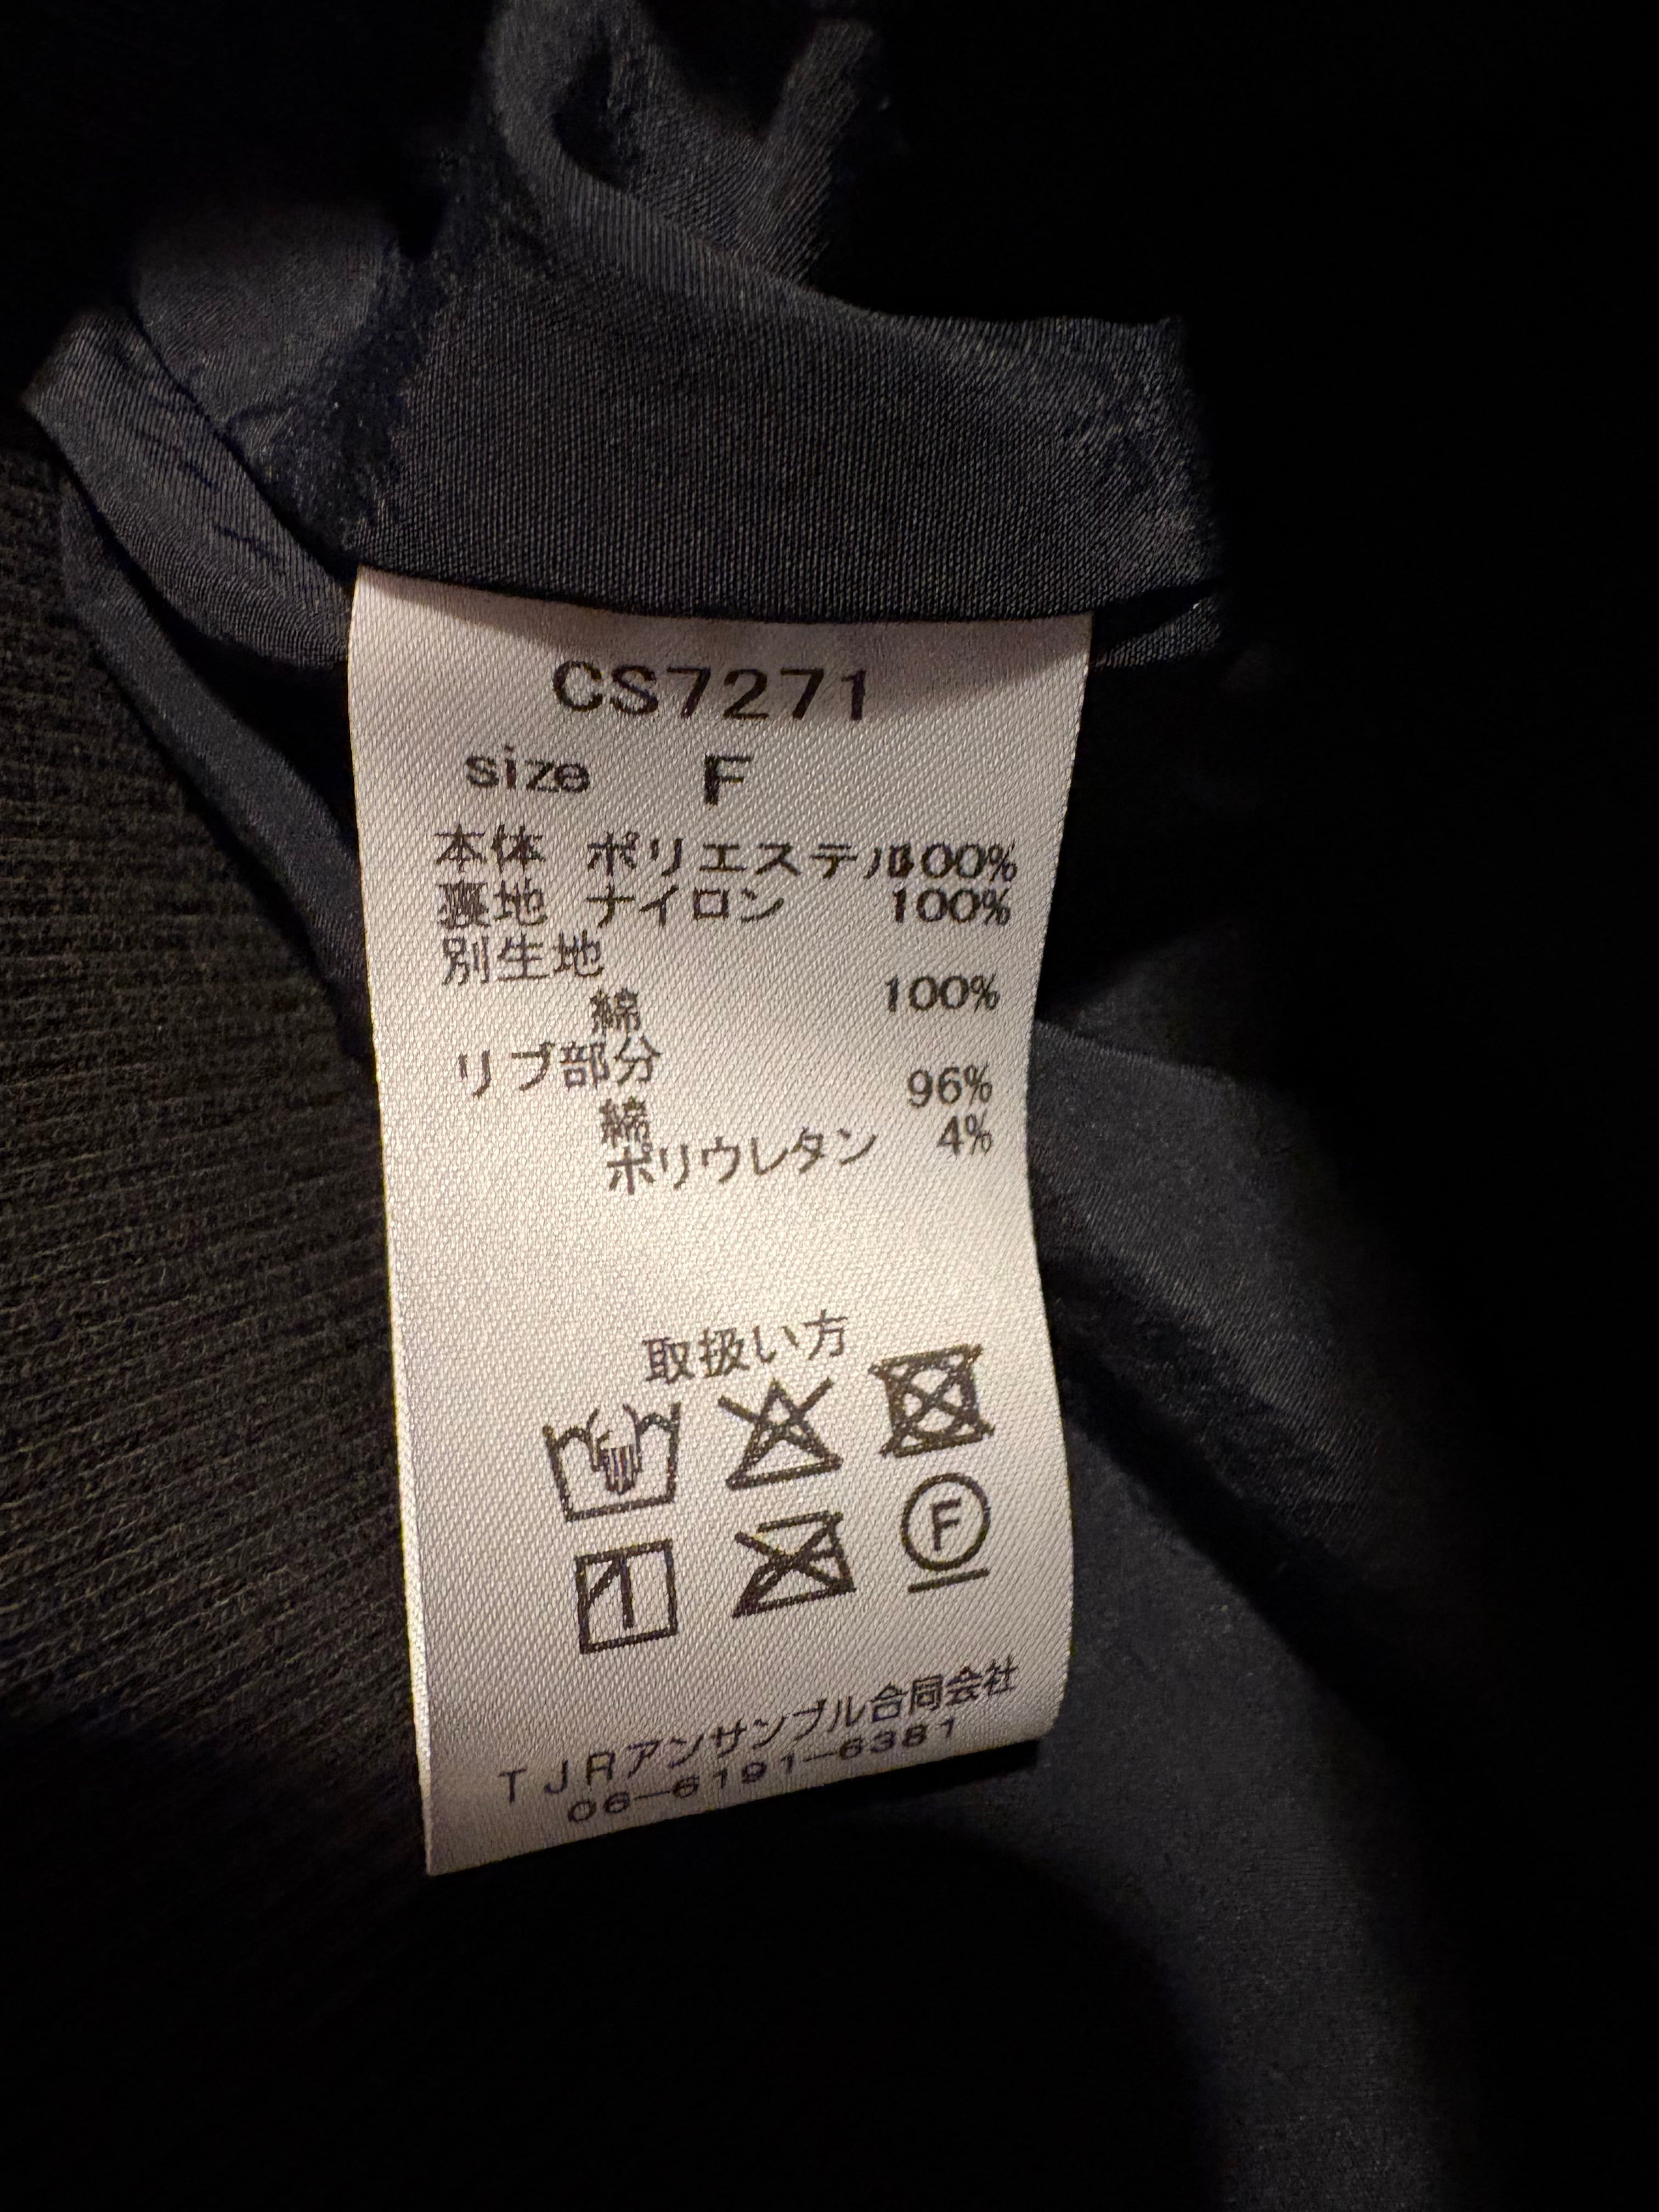 CS7271
size F
本体 ポリエステル100%
裏地 ナイロン 100%
別生地
綿 100%
リブ部分
綿 96%
ポリウレタン 4%
取扱い方
F
TJRアンサンブル合同会社
06-6191-6381